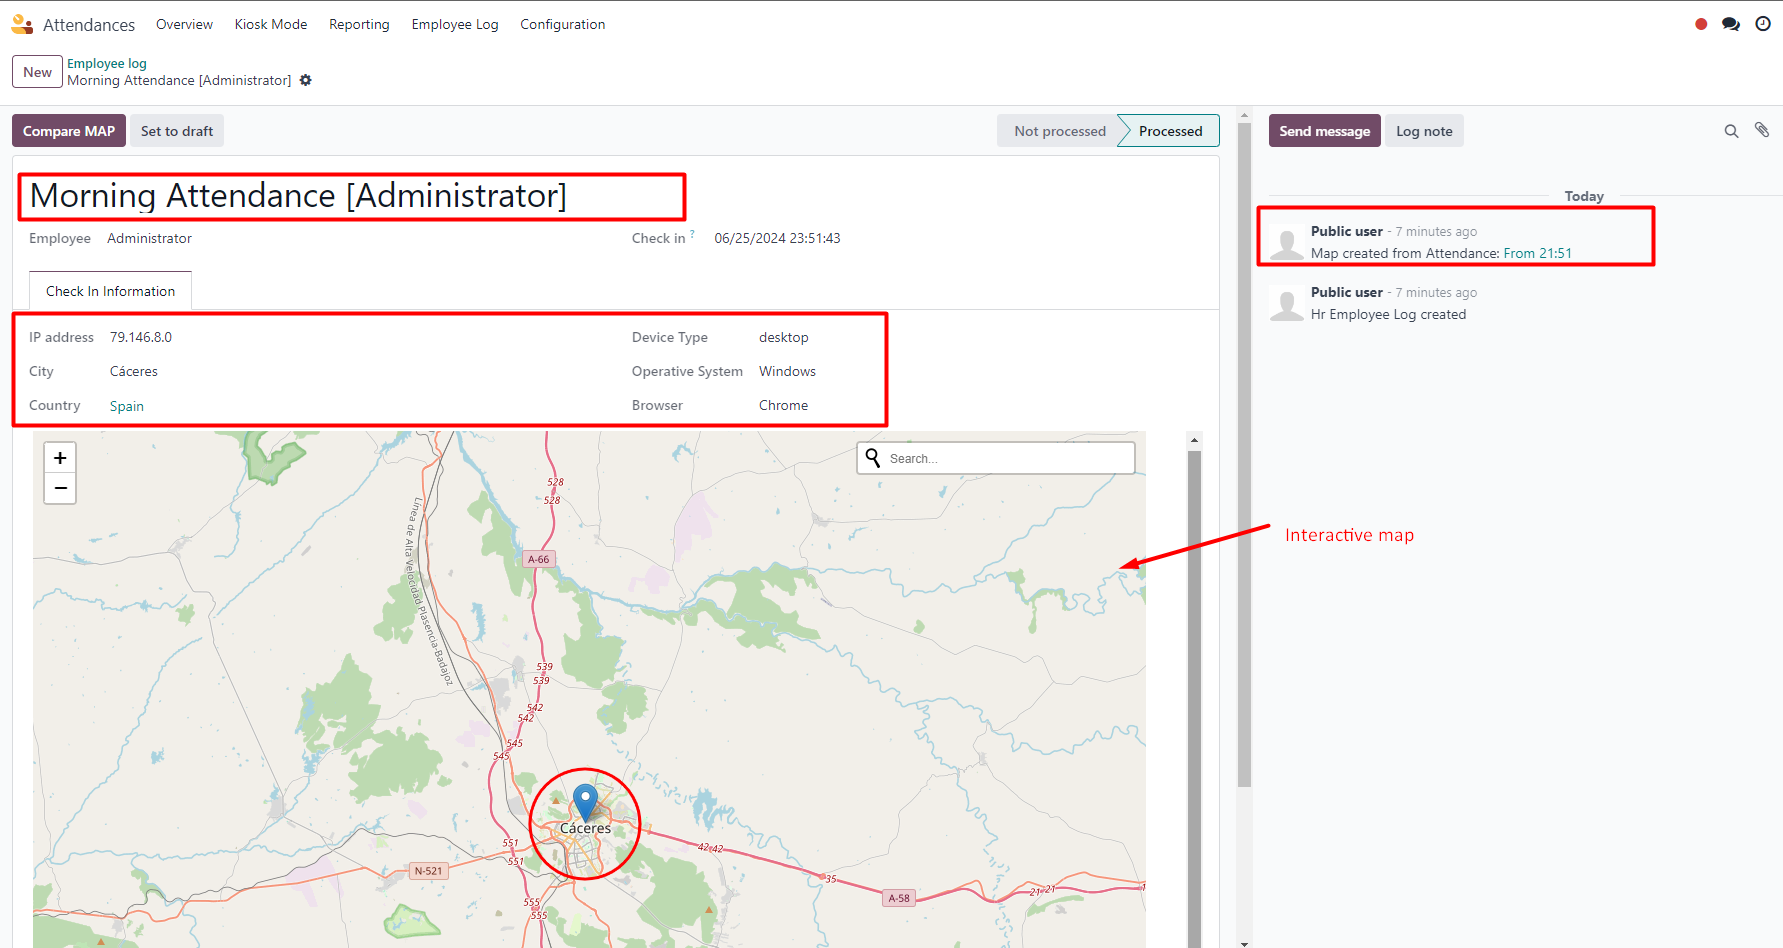 Attendances Overview Kiosk Mode Reporting Employee Log Configuration
New
Employee log
Morning Attendance [Administrator]
Compare MAP Set to draft Not processed Processed
Send message Log note
Morning Attendance [Administrator]
Employee Administrator Check in ? 06/25/2024 23:51:43
Check In Information
IP address 79.146.8.0 Device Type desktop
City Cáceres Operative System Windows
Country Spain Browser Chrome
Today
Public user - 7 minutes ago
Map created from Attendance: From 21:51
Public user - 7 minutes ago
Hr Employee Log created
+
−
Search...
528
528
Línea de Alta Velocidad Plasencia-Badajoz
A-66
Interactive map
539
539
542
542
545
545
Cáceres
551
551
42 42
N-521
35
A-58
21 21
1
555
555